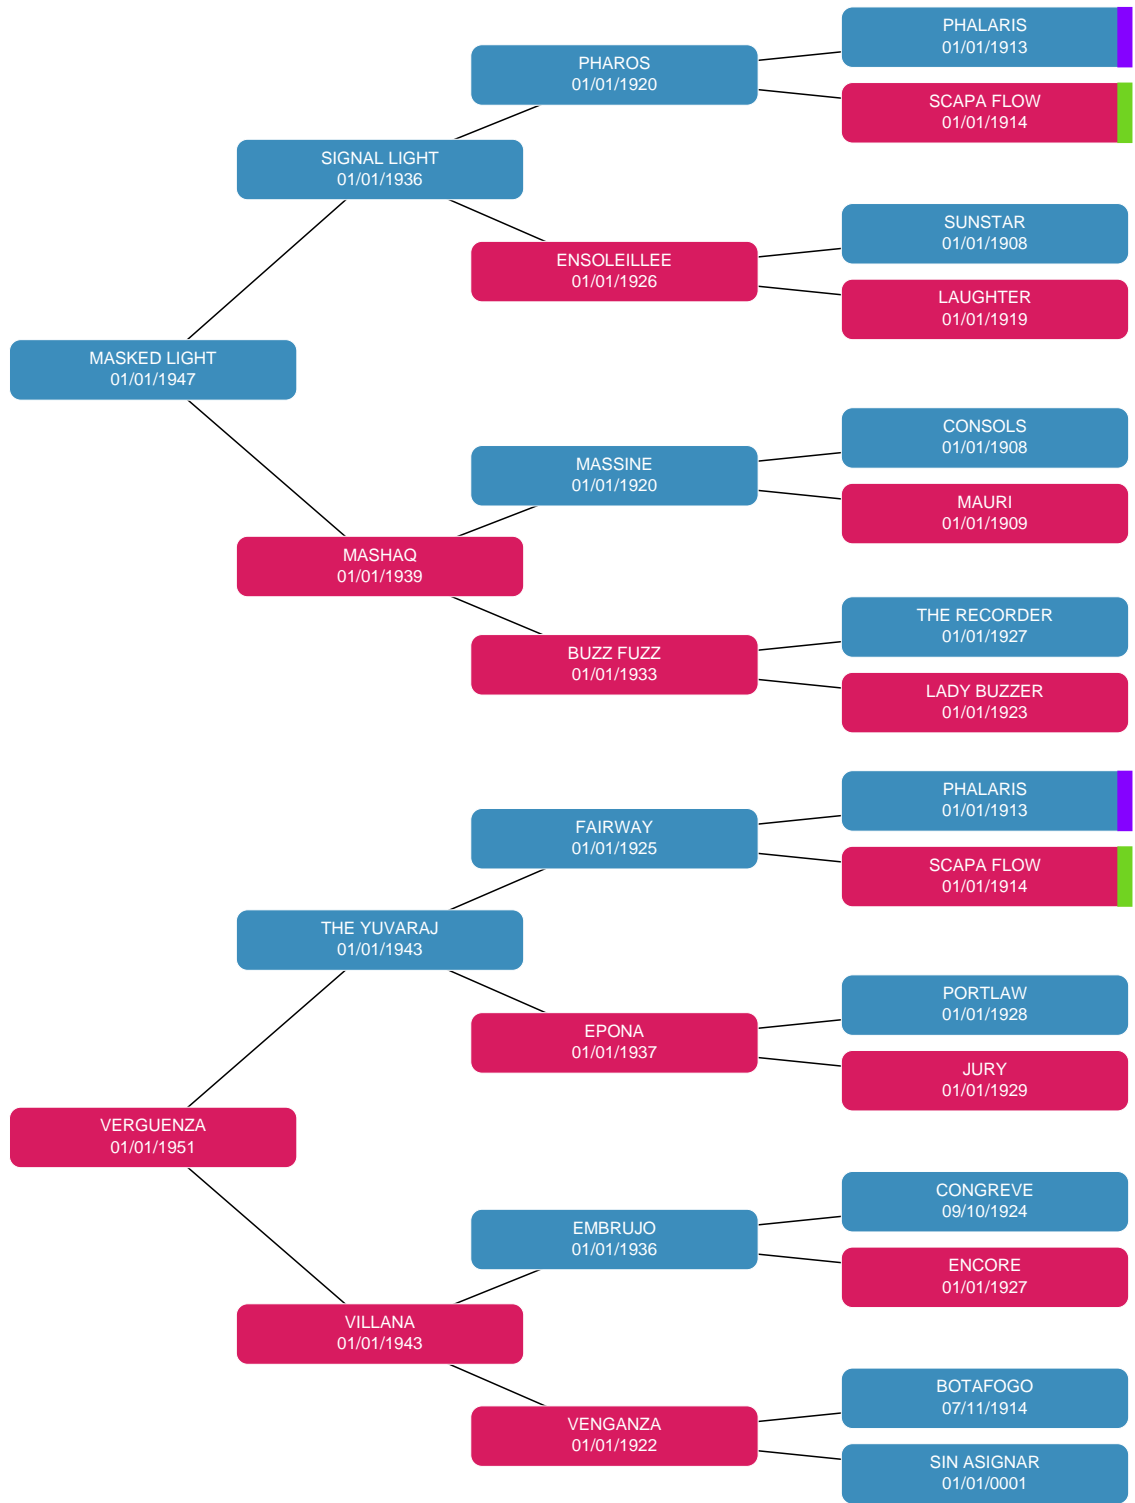 PHALARIS
01/01/1913
PHAROS
01/01/1920
SCAPA FLOW
01/01/1914
SIGNAL LIGHT
01/01/1936
SUNSTAR
01/01/1908
ENSOLEILLEE
01/01/1926
LAUGHTER
01/01/1919
MASKED LIGHT
01/01/1947
CONSOLS
01/01/1908
MASSINE
01/01/1920
MAURI
01/01/1909
MASHAQ
01/01/1939
THE RECORDER
01/01/1927
BUZZ FUZZ
01/01/1933
LADY BUZZER
01/01/1923
PHALARIS
01/01/1913
FAIRWAY
01/01/1925
SCAPA FLOW
01/01/1914
THE YUVARAJ
01/01/1943
PORTLAW
01/01/1928
EPONA
01/01/1937
JURY
01/01/1929
VERGUENZA
01/01/1951
CONGREVE
09/10/1924
EMBRUJO
01/01/1936
ENCORE
01/01/1927
VILLANA
01/01/1943
BOTAFOGO
07/11/1914
VENGANZA
01/01/1922
SIN ASIGNAR
01/01/0001